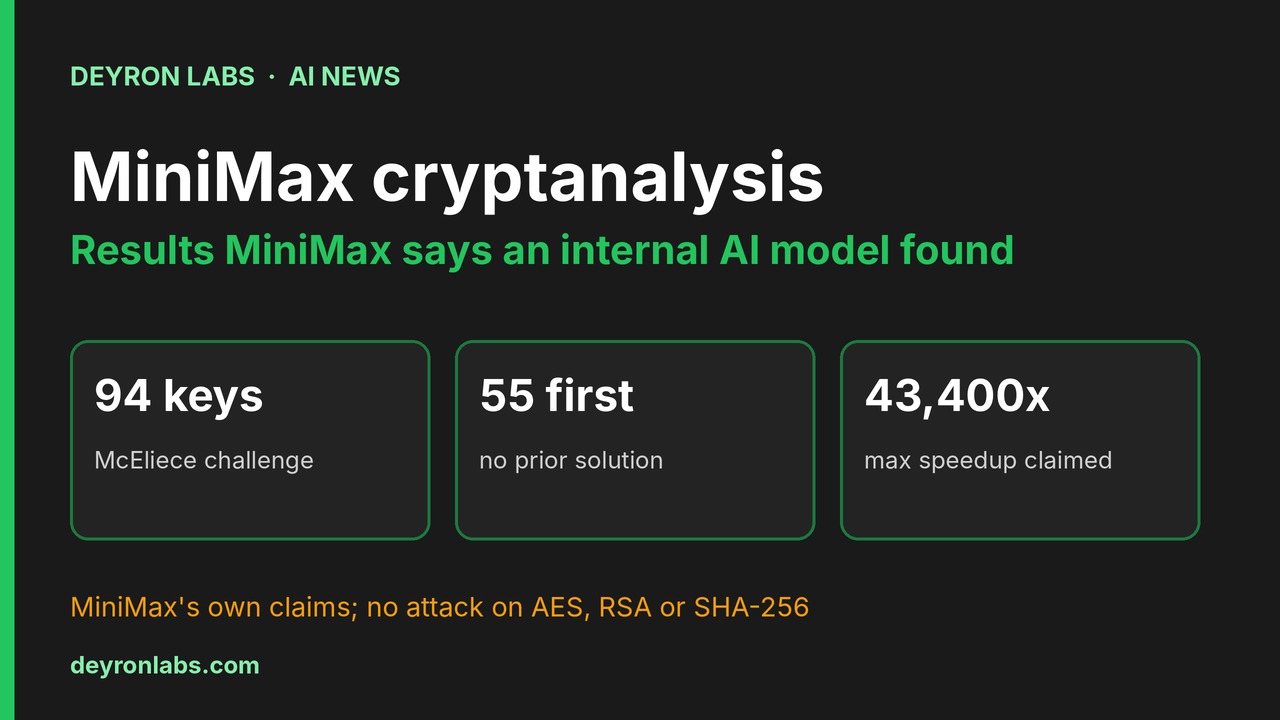 DEYRON LABS · AI NEWS
MiniMax cryptanalysis
Results MiniMax says an internal AI model found
94 keys
McEliece challenge
55 first
no prior solution
43,400x
max speedup claimed
MiniMax's own claims; no attack on AES, RSA or SHA-256
deyronlabs.com